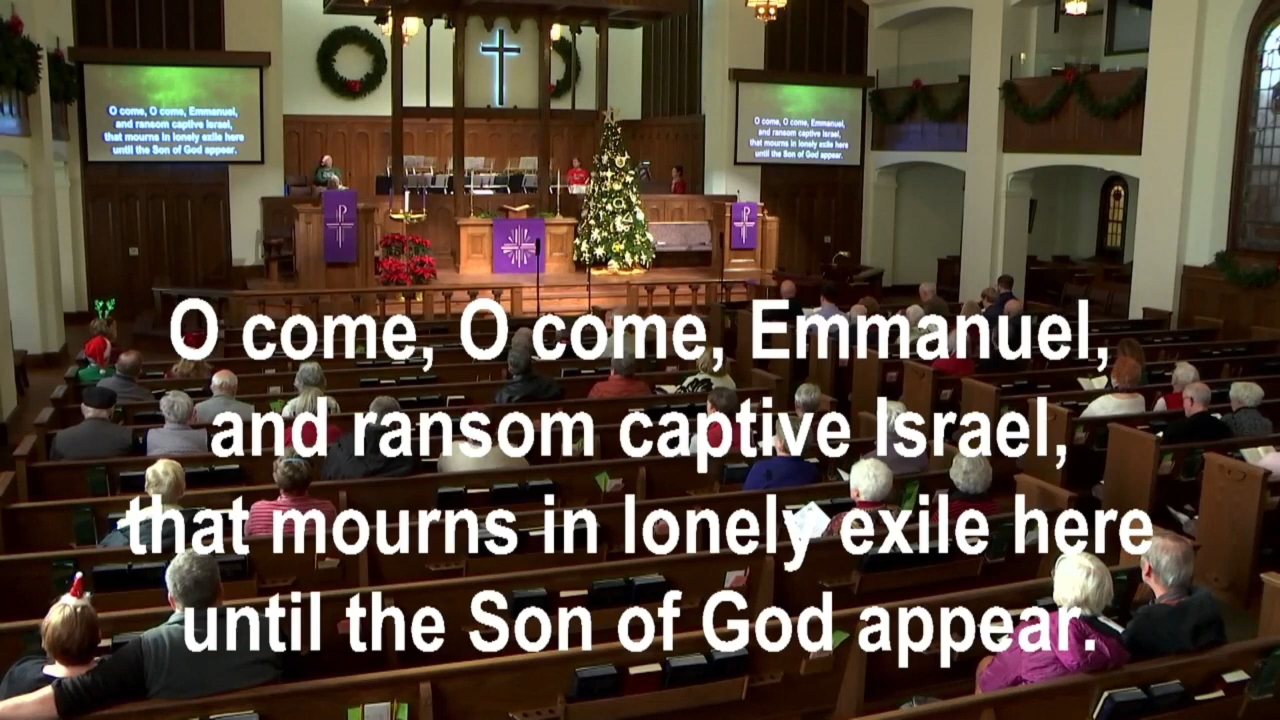 O come, O come, Emmanuel,
and ransom captive Israel,
that mourns in lonely exile here
until the Son of God appear.
O come, O come, Emmanuel,
and ransom captive Israel,
that mourns in lonely exile here
until the Son of God appear.
O come, O come, Emmanuel,
and ransom captive Israel,
that mourns in lonely exile here
until the Son of God appear.